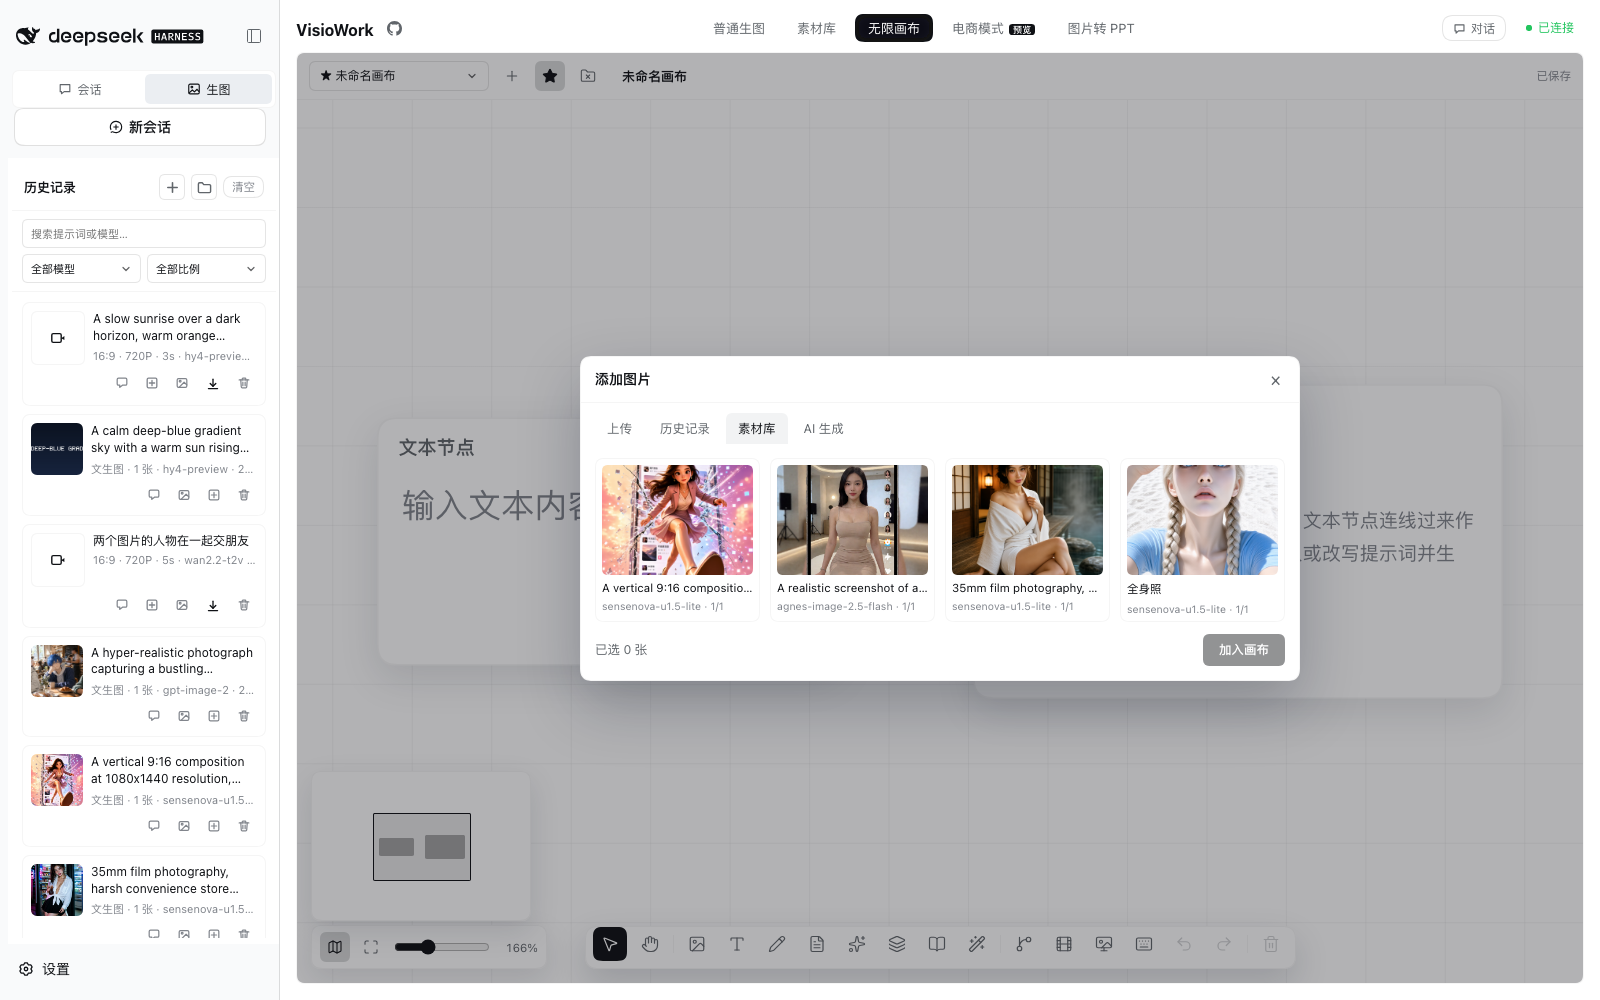 deepseek HARNESS
会话
生图
新会话
历史记录
清空
搜索提示词或模型...
全部模型
全部比例
A slow sunrise over a dark
horizon, warm orange...
16:9 · 720P · 3s · hy4-previe...
DEEP-BLUE GRAD
A calm deep-blue gradient
sky with a warm sun rising...
文生图 · 1 张 · hy4-preview · 2...
两个图片的人物在一起交朋友
16:9 · 720P · 5s · wan2.2-t2v ...
A hyper-realistic photograph
capturing a bustling...
文生图 · 1 张 · gpt-image-2 · 2...
A vertical 9:16 composition
at 1080x1440 resolution,...
文生图 · 1 张 · sensenova-u1.5...
35mm film photography,
harsh convenience store...
文生图 · 1 张 · sensenova-u1.5...
设置
VisioWork
普通生图
素材库
无限画布
电商模式 预览
图片转 PPT
对话
已连接
未命名画布
未命名画布
已保存
文本节点
输入文本内容
文本节点连线过来作
或改写提示词并生
添加图片
上传
历史记录
素材库
AI 生成
A vertical 9:16 compositio...
sensenova-u1.5-lite · 1/1
A realistic screenshot of a...
agnes-image-2.5-flash · 1/1
35mm film photography, ...
sensenova-u1.5-lite · 1/1
全身照
sensenova-u1.5-lite · 1/1
已选 0 张
加入画布
166%